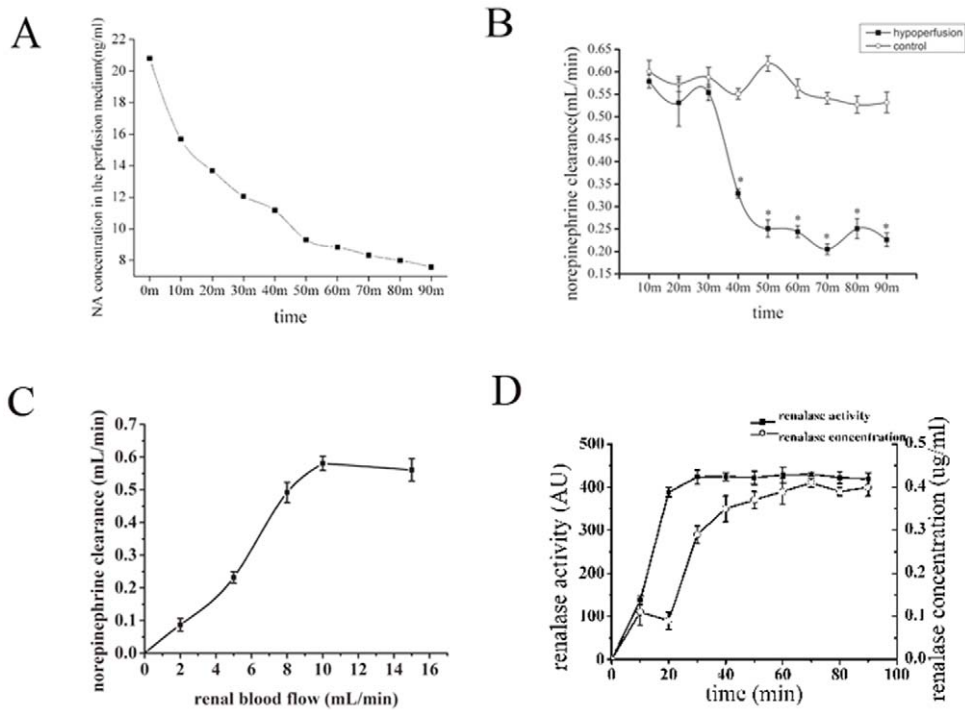 A
NA concentration in the perfusion medium(ng/ml)
22
20
18
16
14
12
10
8
0m 10m 20m 30m 40m 50m 60m 70m 80m 90m
time
B
hypoperfusion
control
norepinephrine clearance(mL/min)
0.65
0.60
0.55
0.50
0.45
0.40
0.35
0.30
0.25
0.20
0.15
* * * * * *
10m 20m 30m 40m 50m 60m 70m 80m 90m
time
C
norepinephrine clearance (mL/min)
0.7
0.6
0.5
0.4
0.3
0.2
0.1
0.0
0 2 4 6 8 10 12 14 16
renal blood flow (mL/min)
D
renalase activity
renalase concentration
renalase activity (AU)
500
400
300
200
100
0
0.5
0.4
0.3
0.2
0.1
0.0
renalase concentration (ug/ml)
0 20 40 60 80 100
time (min)